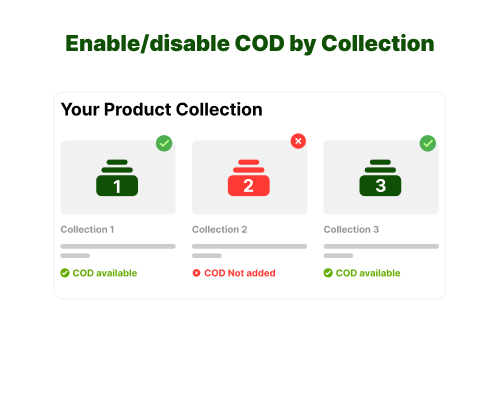 Enable/disable COD by Collection
Your Product Collection
1
2
3
Collection 1
Collection 2
Collection 3
COD available
COD Not added
COD available